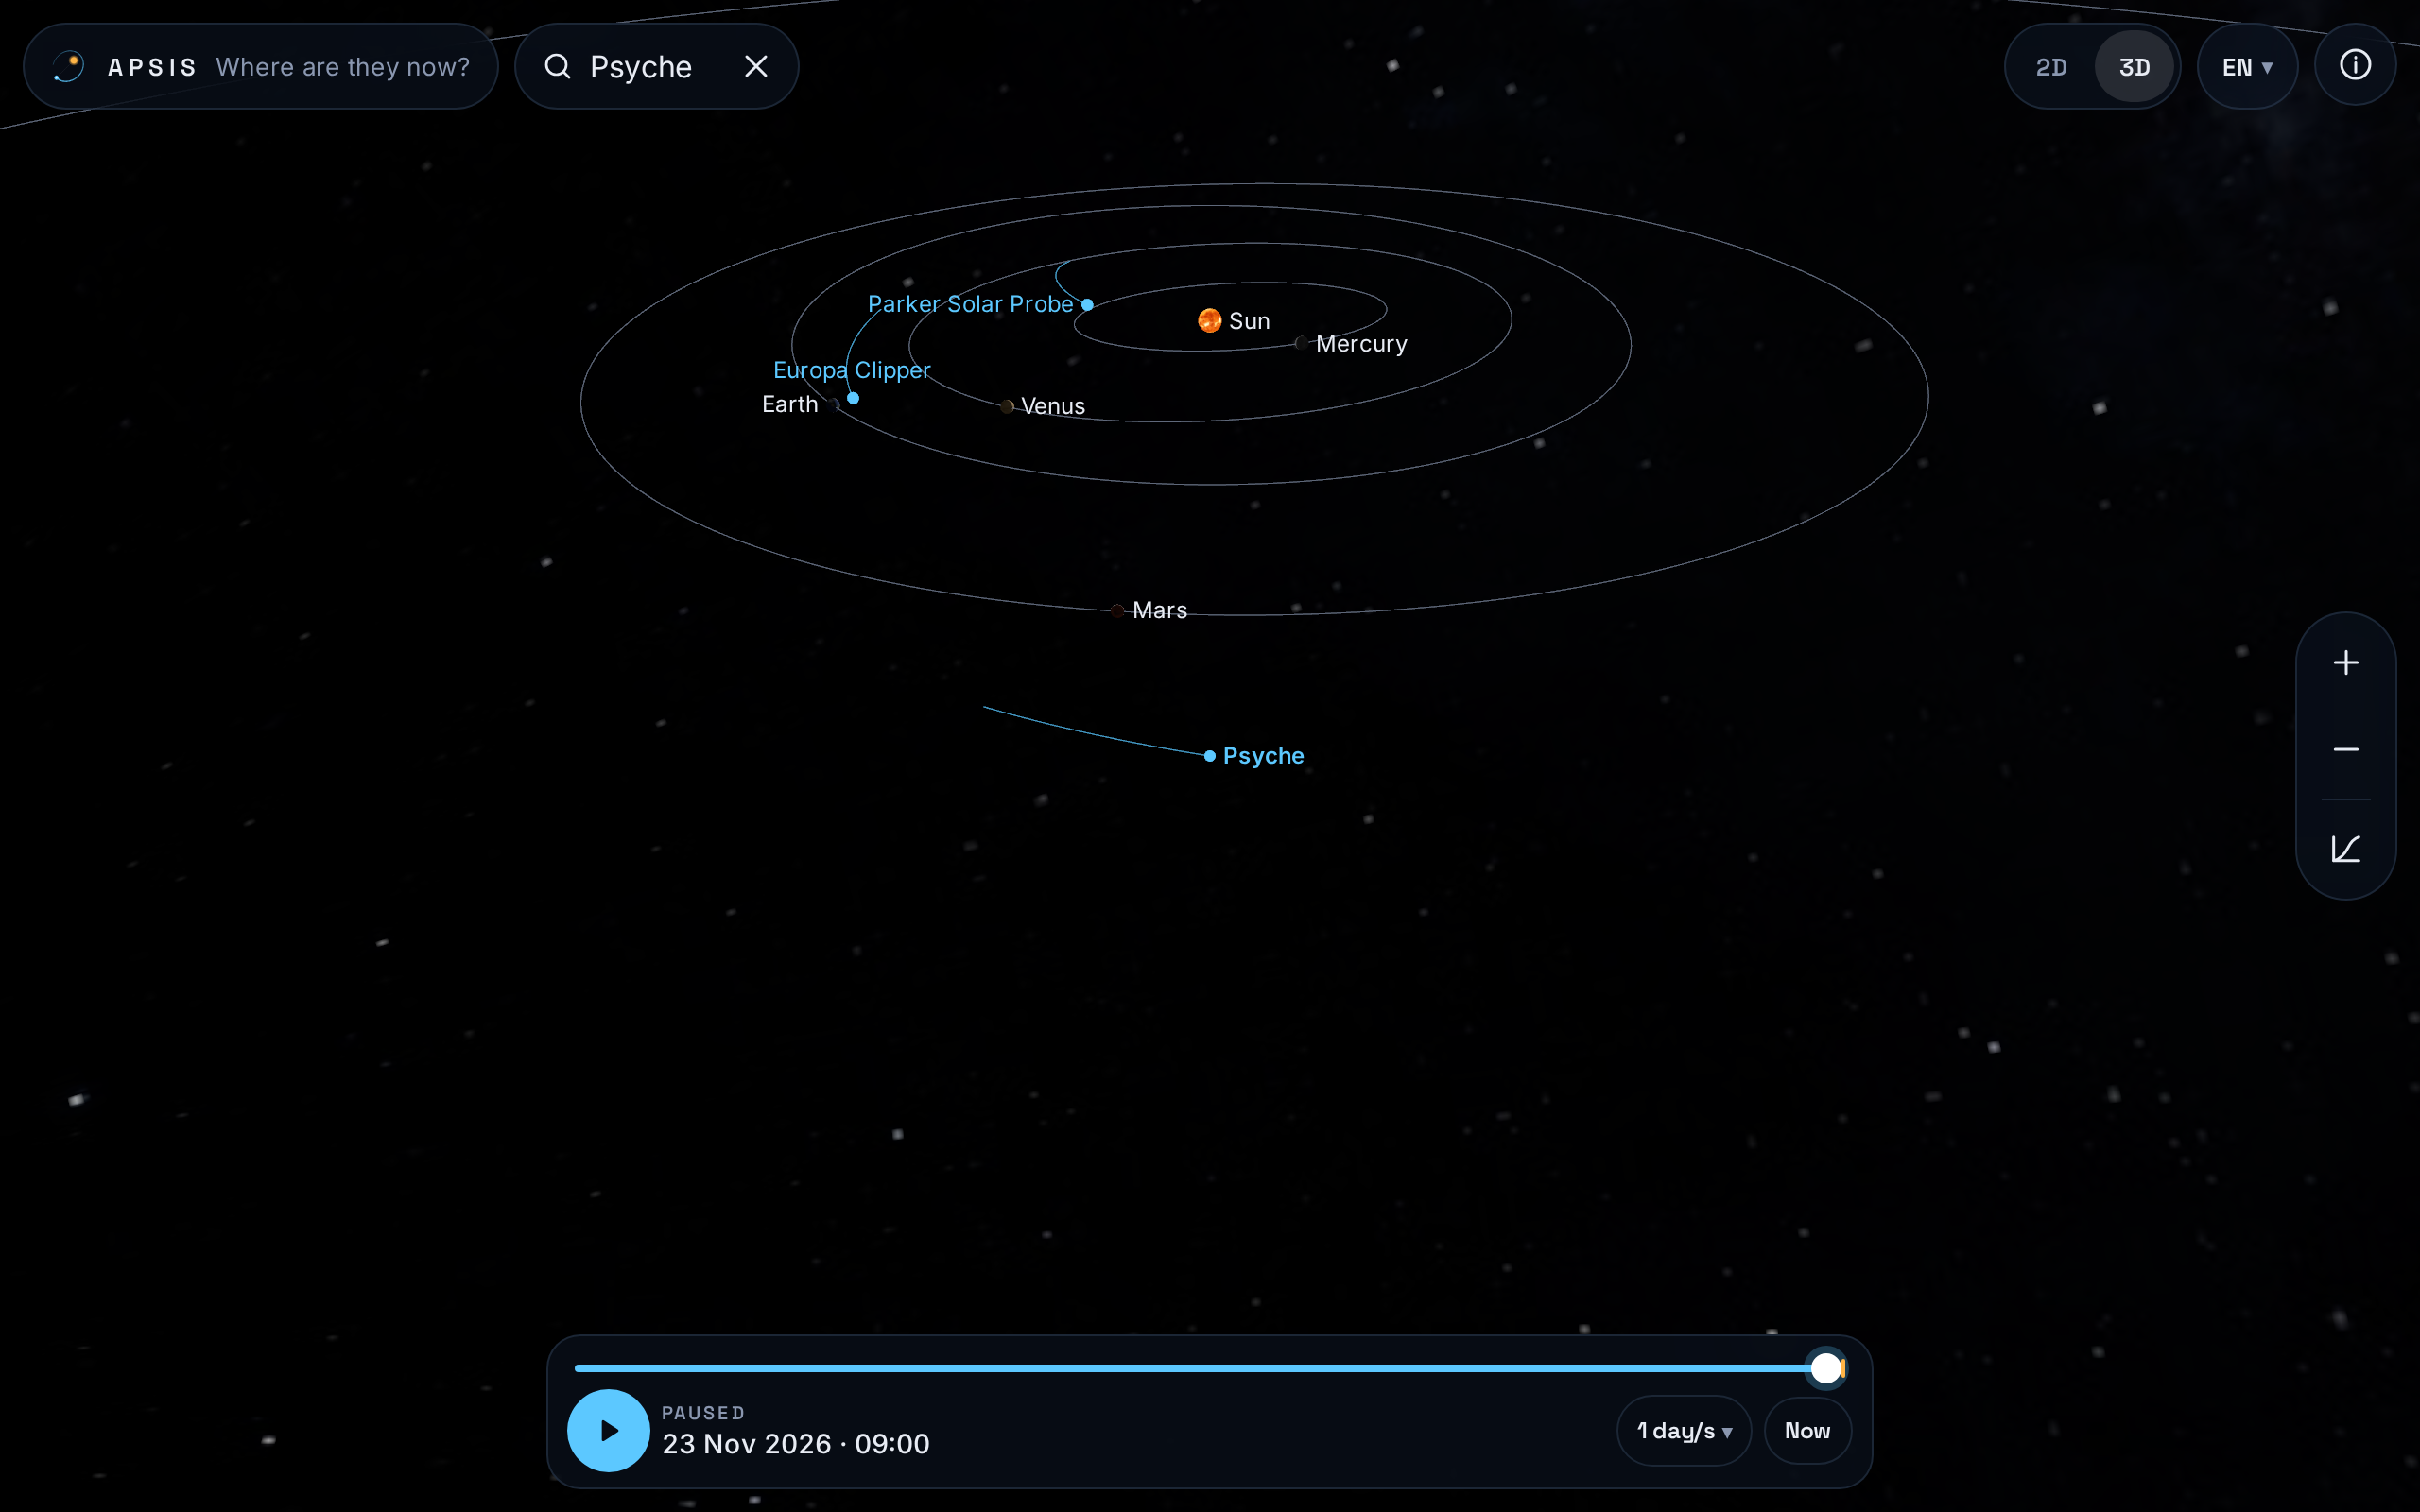 APSIS Where are they now?
Psyche
2D 3D
EN
Parker Solar Probe
Sun
Mercury
Europa Clipper
Earth
Venus
Mars
Psyche
PAUSED
23 Nov 2026 · 09:00
1 day/s
Now